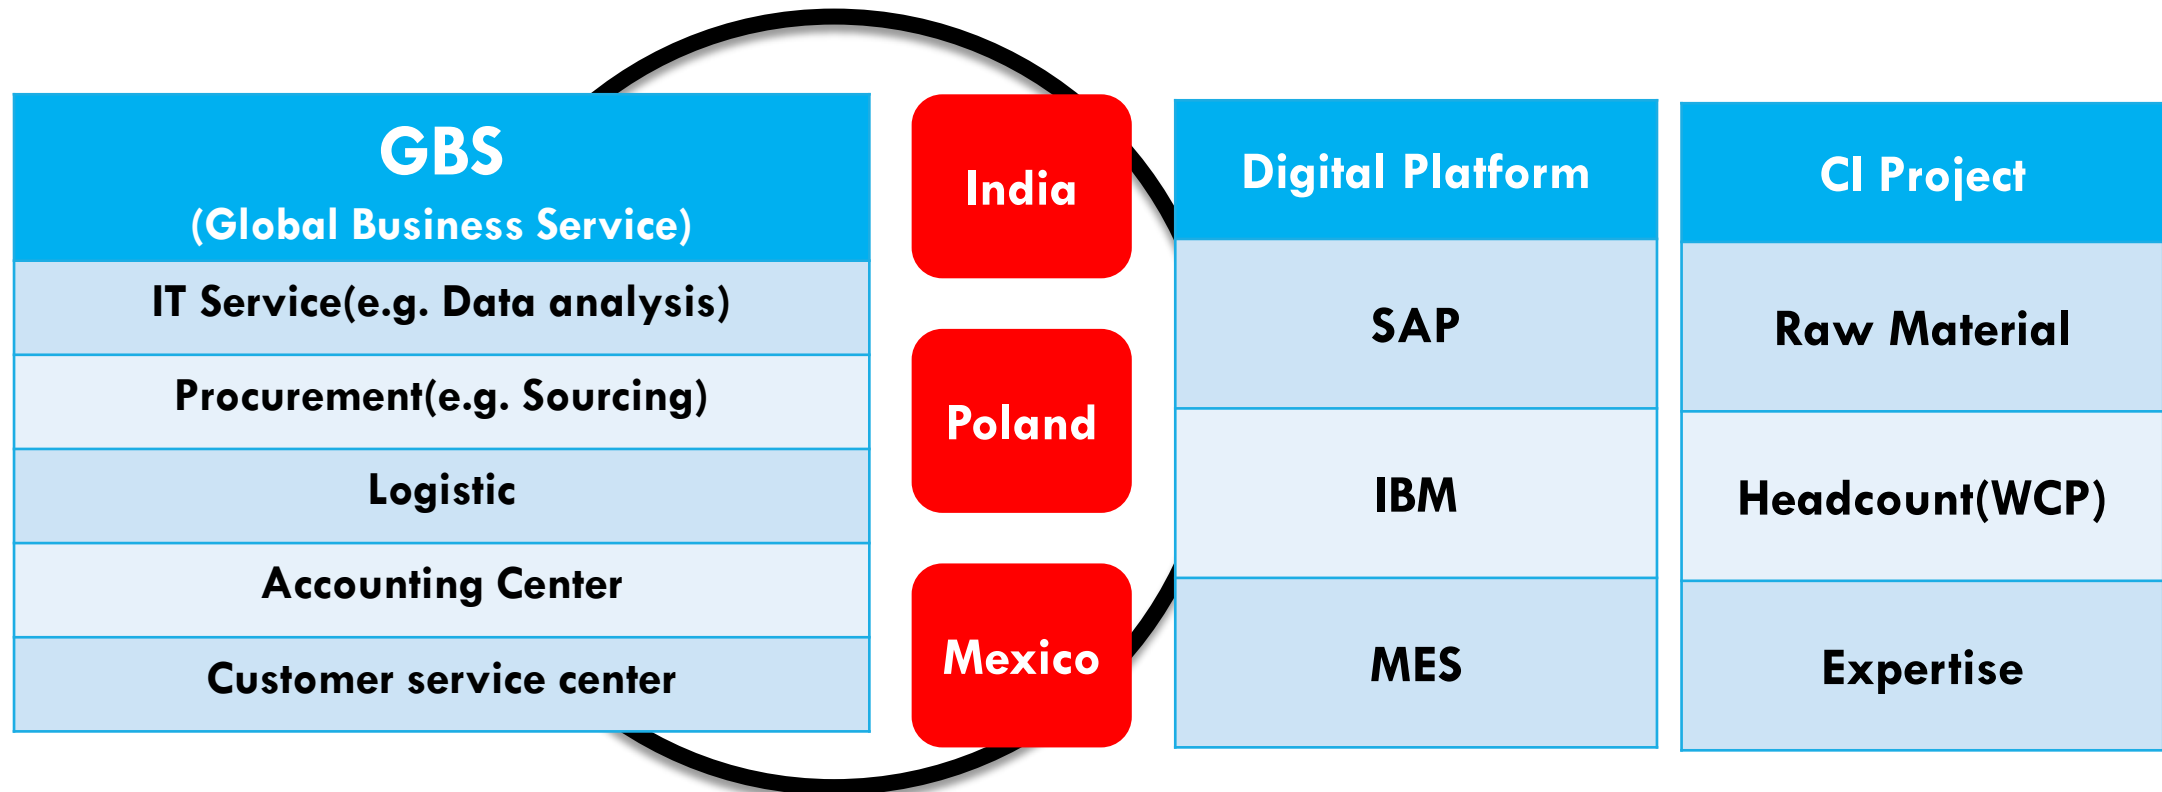 GBS
(Global Business Service)
IT Service(e.g. Data analysis)
Procurement(e.g. Sourcing)
Logistic
Accounting Center
Customer service center
India
Poland
Mexico
Digital Platform
SAP
IBM
MES
CI Project
Raw Material
Headcount(WCP)
Expertise